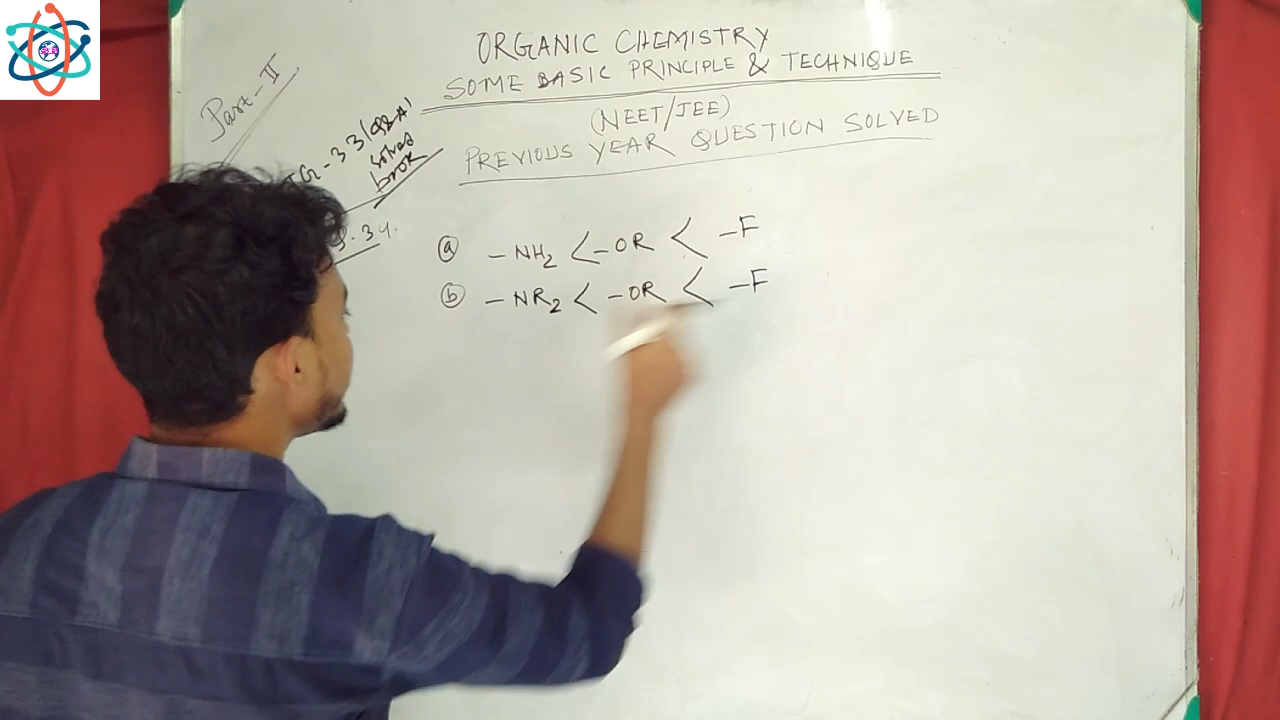 ORGANIC CHEMISTRY
SOME BASIC PRINCIPLE & TECHNIQUE
(NEET/JEE)
PREVIOUS YEAR QUESTION SOLVED
Part-II
solved
book
ⓐ -NH₂ < -OR < -F
ⓑ -NR₂ < -OR < -F